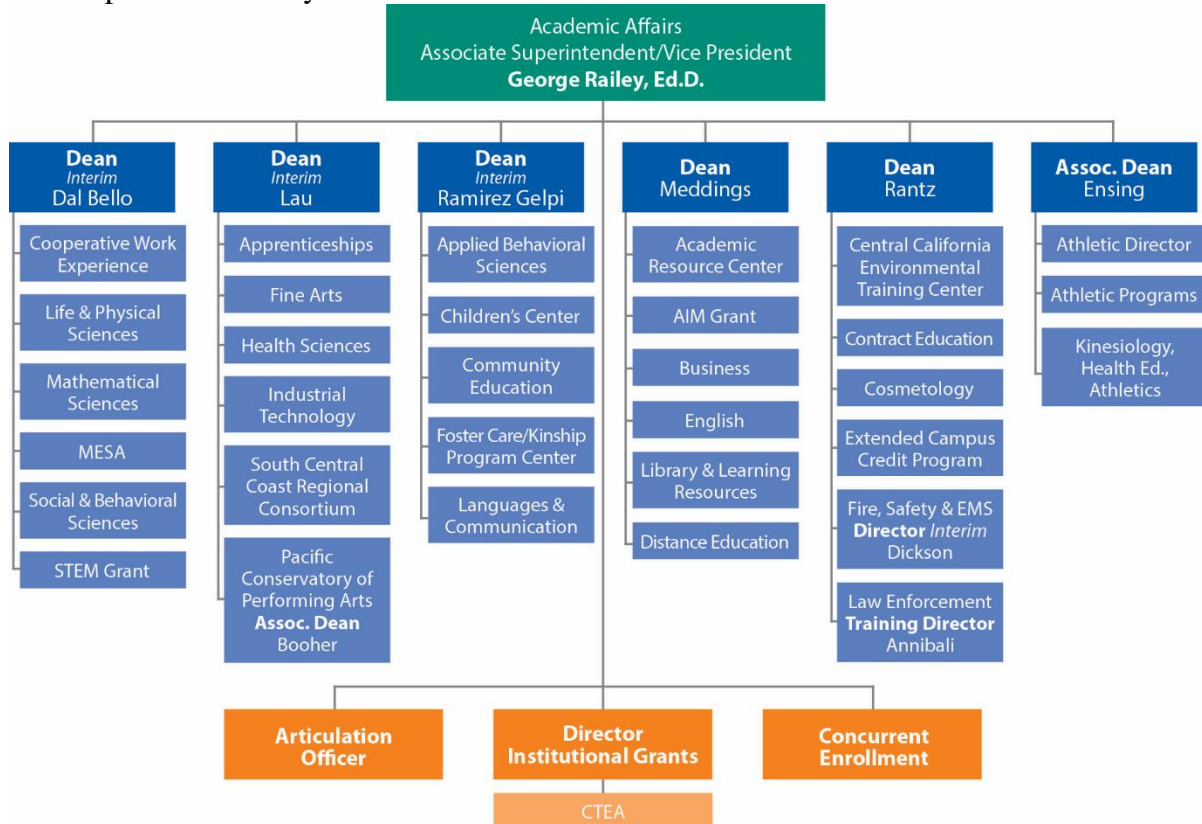 Academic Affairs
Associate Superintendent/Vice President
George Railey, Ed.D.
Dean
Interim
Dal Bello
Cooperative Work
Experience
Life & Physical
Sciences
Mathematical
Sciences
MESA
Social & Behavioral
Sciences
STEM Grant
Dean
Interim
Lau
Apprenticeships
Fine Arts
Health Sciences
Industrial
Technology
South Central
Coast Regional
Consortium
Pacific
Conservatory of
Performing Arts
Assoc. Dean
Booher
Dean
Interim
Ramirez Gelpi
Applied Behavioral
Sciences
Children's Center
Community
Education
Foster Care/Kinship
Program Center
Languages &
Communication
Dean
Meddings
Academic
Resource Center
AIM Grant
Business
English
Library & Learning
Resources
Distance Education
Dean
Rantz
Central California
Environmental
Training Center
Contract Education
Cosmetology
Extended Campus
Credit Program
Fire, Safety & EMS
Director Interim
Dickson
Law Enforcement
Training Director
Annibali
Assoc. Dean
Ensing
Athletic Director
Athletic Programs
Kinesiology,
Health Ed.,
Athletics
Articulation
Officer
Director
Institutional Grants
CTEA
Concurrent
Enrollment